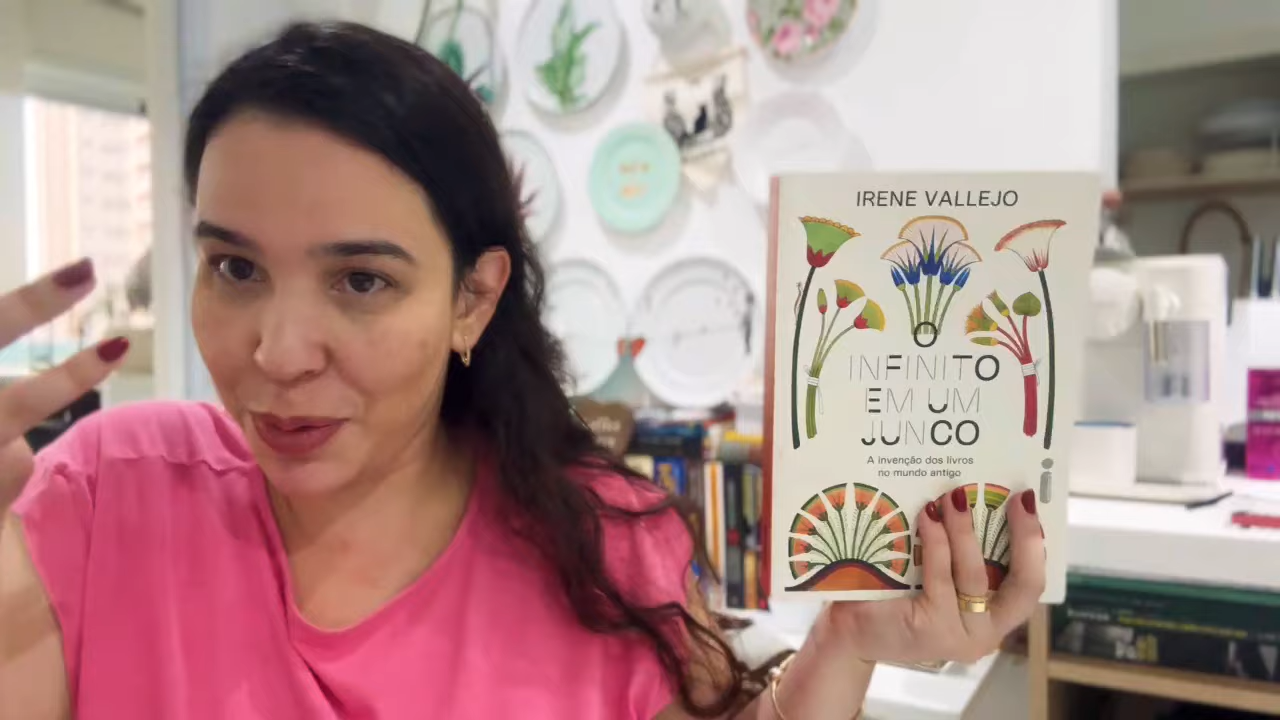 IRENE VALLEJO
O
INFINITO
EM UM
JUNCO
A invenção dos livros
no mundo antigo